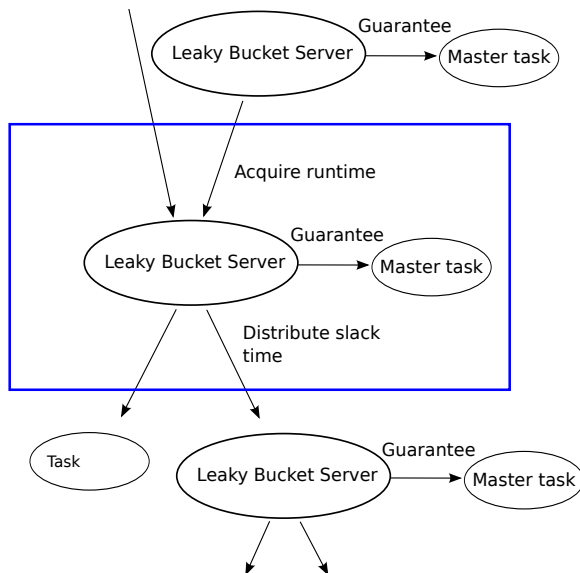 Guarantee
Leaky Bucket Server
Master task
Acquire runtime
Guarantee
Leaky Bucket Server
Master task
Distribute slack
time
Guarantee
Task
Leaky Bucket Server
Master task